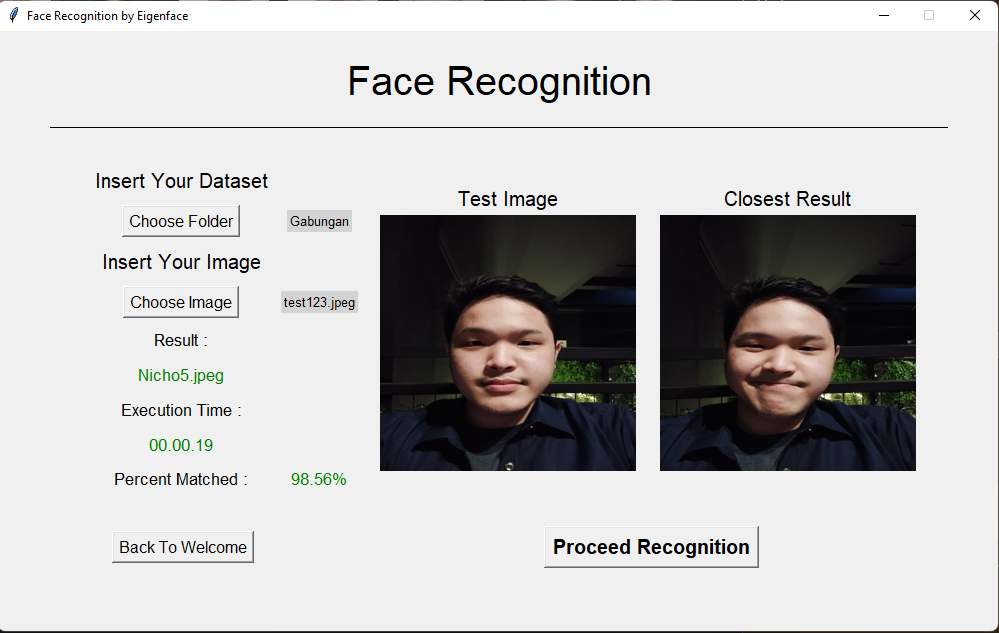 Face Recognition by Eigenface
Face Recognition
Insert Your Dataset
Choose Folder
Gabungan
Insert Your Image
Choose Image
test123.jpeg
Result :
Nicho5.jpeg
Execution Time :
00.00.19
Percent Matched :
98.56%
Back To Welcome
Test Image
Closest Result
Proceed Recognition